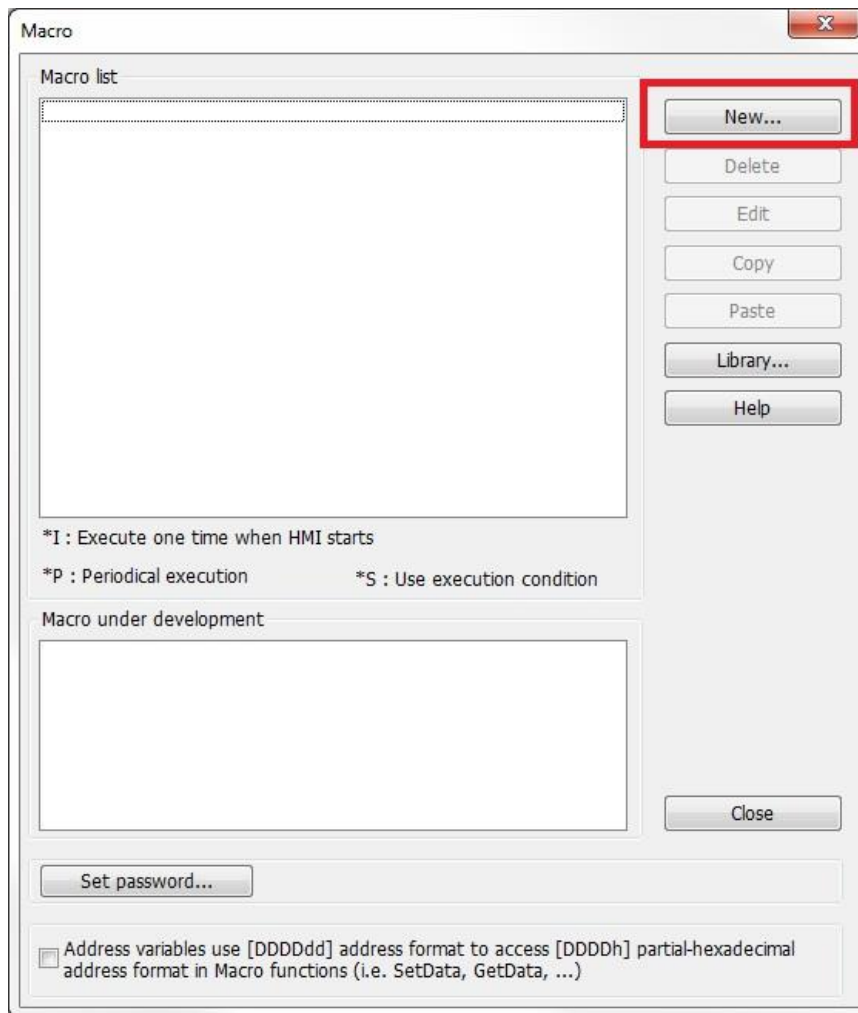 Macro
Macro list
New...
Delete
Edit
Copy
Paste
Library...
Help
*I : Execute one time when HMI starts
*P : Periodical execution
*S : Use execution condition
Macro under development
Close
Set password...
Address variables use [DDDDdd] address format to access [DDDDh] partial-hexadecimal
address format in Macro functions (i.e. SetData, GetData, ...)